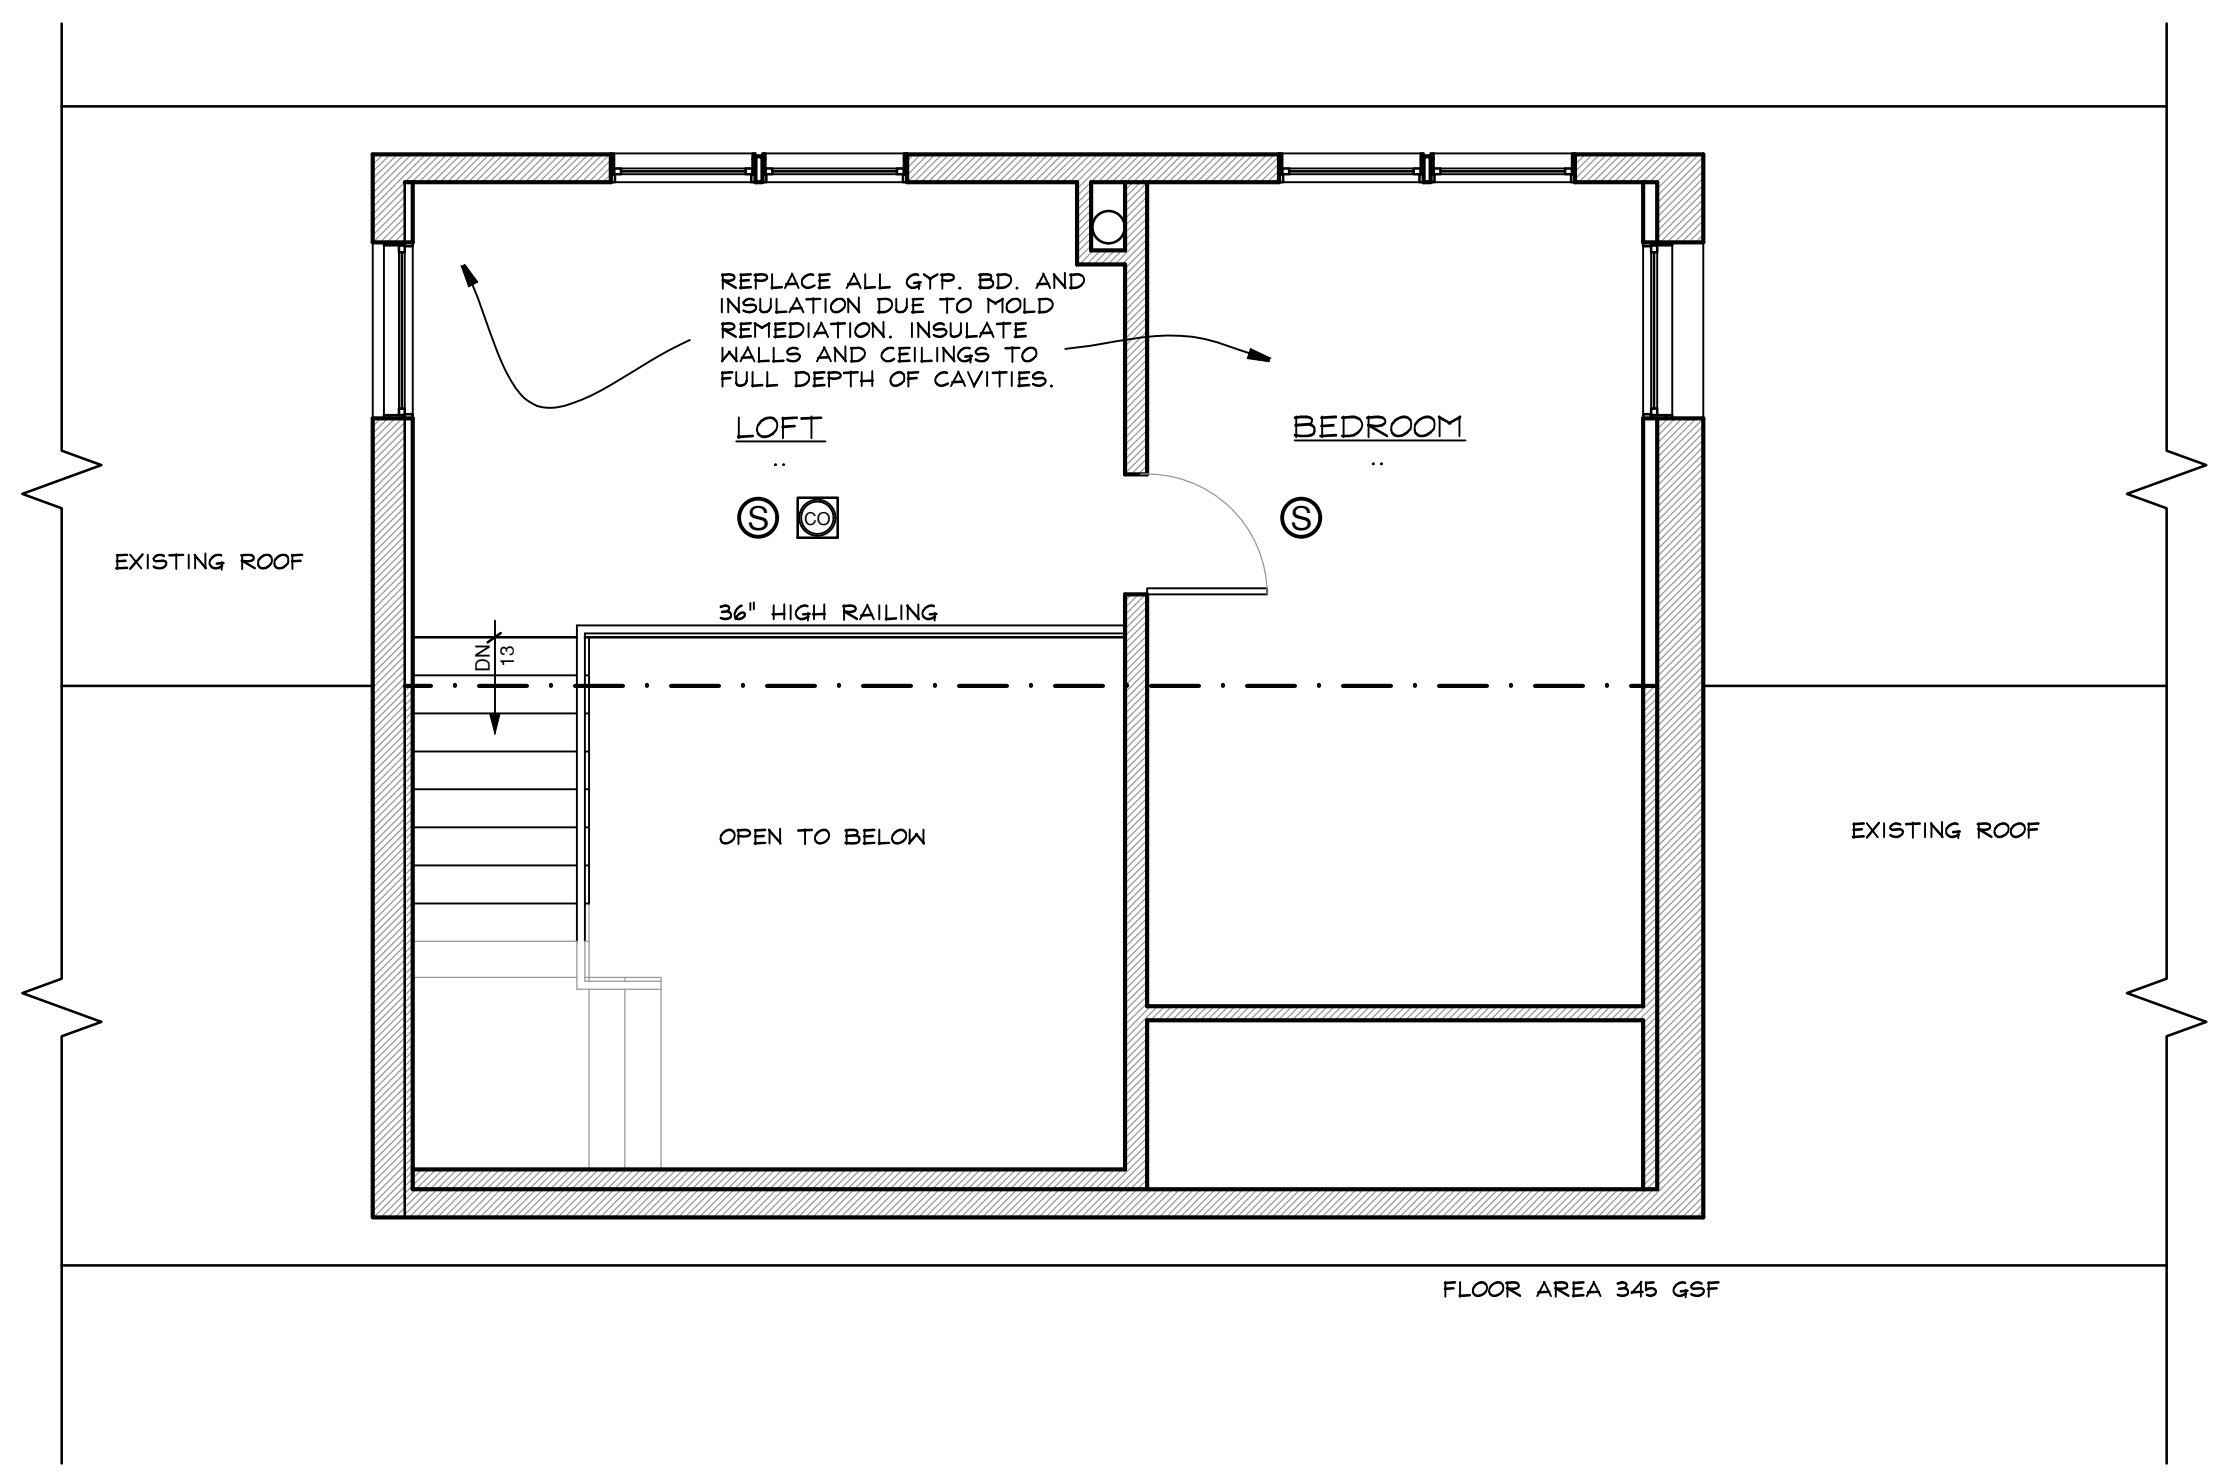 REPLACE ALL GYP. BD. AND
INSULATION DUE TO MOLD
REMEDIATION. INSULATE
WALLS AND CEILINGS TO
FULL DEPTH OF CAVITIES.
LOFT
BEDROOM
S
CO
S
EXISTING ROOF
36" HIGH RAILING
DN
13
OPEN TO BELOW
EXISTING ROOF
FLOOR AREA 345 GSF